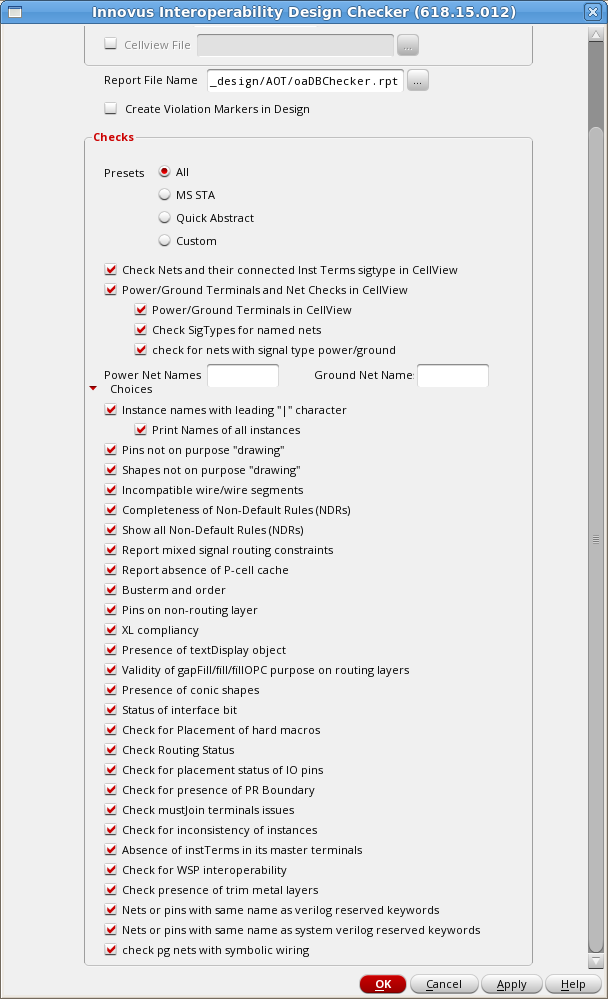 Innovus Interoperability Design Checker (618.15.012)
Cellview File
...
Report File Name
_design/AOT/oaDBChecker.rpt
...
Create Violation Markers in Design
Checks
Presets
All
MS STA
Quick Abstract
Custom
Check Nets and their connected Inst Terms sigtype in CellView
Power/Ground Terminals and Net Checks in CellView
Power/Ground Terminals in CellView
Check SigTypes for named nets
check for nets with signal type power/ground
Power Net Names
Ground Net Name
Choices
Instance names with leading "|" character
Print Names of all instances
Pins not on purpose "drawing"
Shapes not on purpose "drawing"
Incompatible wire/wire segments
Completeness of Non-Default Rules (NDRs)
Show all Non-Default Rules (NDRs)
Report mixed signal routing constraints
Report absence of P-cell cache
Busterm and order
Pins on non-routing layer
XL compliancy
Presence of textDisplay object
Validity of gapFill/fill/fillOPC purpose on routing layers
Presence of conic shapes
Status of interface bit
Check for Placement of hard macros
Check Routing Status
Check for placement status of IO pins
Check for presence of PR Boundary
Check mustJoin terminals issues
Check for inconsistency of instances
Absence of instTerms in its master terminals
Check for WSP interoperability
Check presence of trim metal layers
Nets or pins with same name as verilog reserved keywords
Nets or pins with same name as system verilog reserved keywords
check pg nets with symbolic wiring
OK
Cancel
Apply
Help